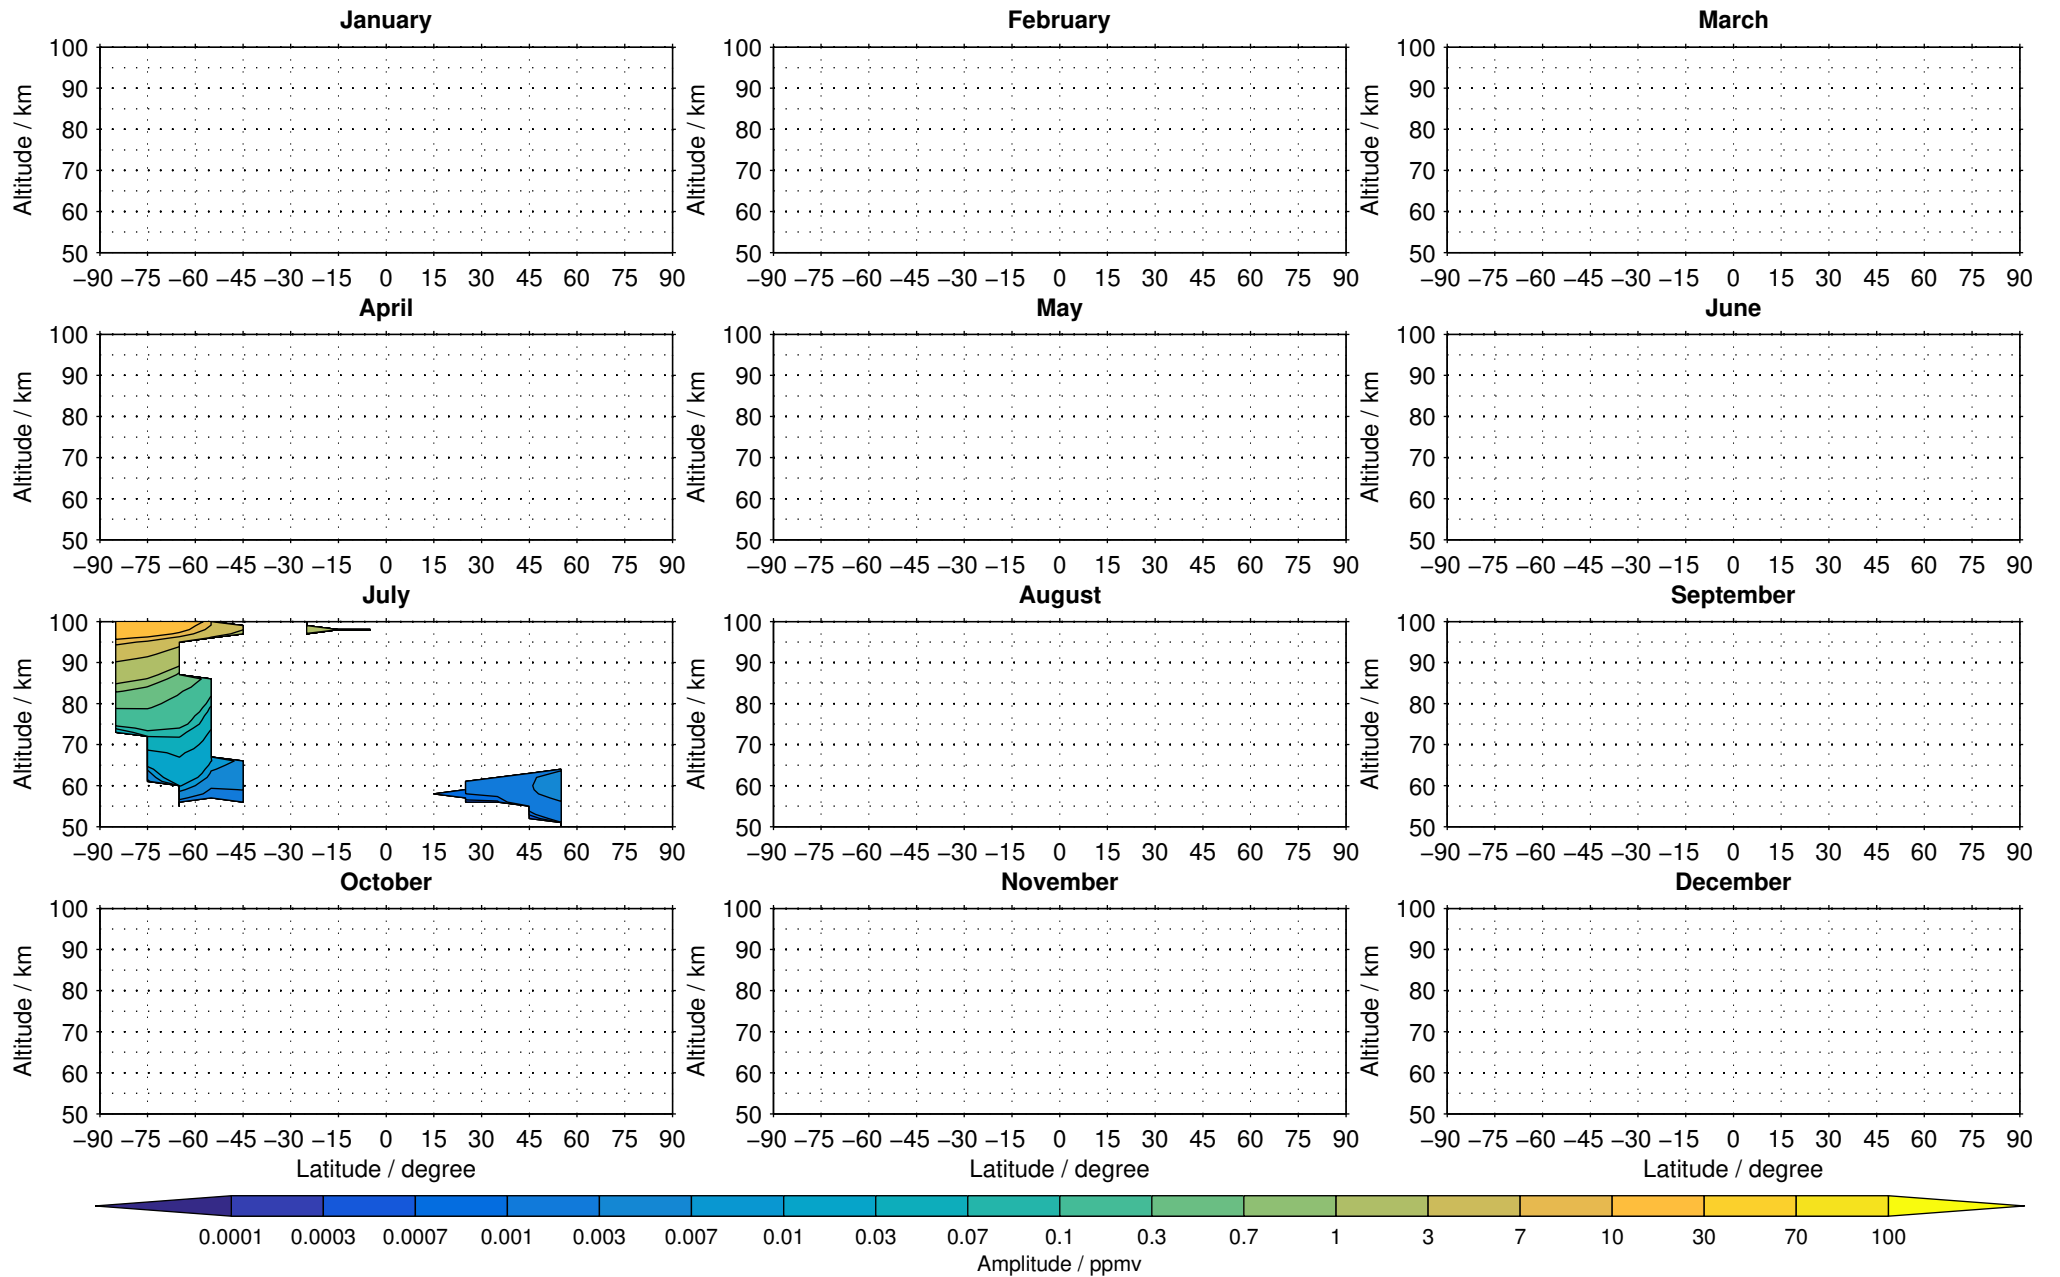 January February March
100 100 100
90 90 90
80 80 80
70 70 70
60 60 60
50 50 50
Altitude / km Altitude / km Altitude / km
−90 −75 −60 −45 −30 −15 0 15 30 45 60 75 90 −90 −75 −60 −45 −30 −15 0 15 30 45 60 75 90 −90 −75 −60 −45 −30 −15 0 15 30 45 60 75 90
April May June
100 100 100
90 90 90
80 80 80
70 70 70
60 60 60
50 50 50
Altitude / km Altitude / km Altitude / km
−90 −75 −60 −45 −30 −15 0 15 30 45 60 75 90 −90 −75 −60 −45 −30 −15 0 15 30 45 60 75 90 −90 −75 −60 −45 −30 −15 0 15 30 45 60 75 90
July August September
100 100 100
90 90 90
80 80 80
70 70 70
60 60 60
50 50 50
Altitude / km Altitude / km Altitude / km
−90 −75 −60 −45 −30 −15 0 15 30 45 60 75 90 −90 −75 −60 −45 −30 −15 0 15 30 45 60 75 90 −90 −75 −60 −45 −30 −15 0 15 30 45 60 75 90
October November December
100 100 100
90 90 90
80 80 80
70 70 70
60 60 60
50 50 50
Altitude / km Altitude / km Altitude / km
−90 −75 −60 −45 −30 −15 0 15 30 45 60 75 90 −90 −75 −60 −45 −30 −15 0 15 30 45 60 75 90 −90 −75 −60 −45 −30 −15 0 15 30 45 60 75 90
Latitude / degree Latitude / degree Latitude / degree
0.0001 0.0003 0.0007 0.001 0.003 0.007 0.01 0.03 0.07 0.1 0.3 0.7 1 3 7 10 30 70 100
Amplitude / ppmv